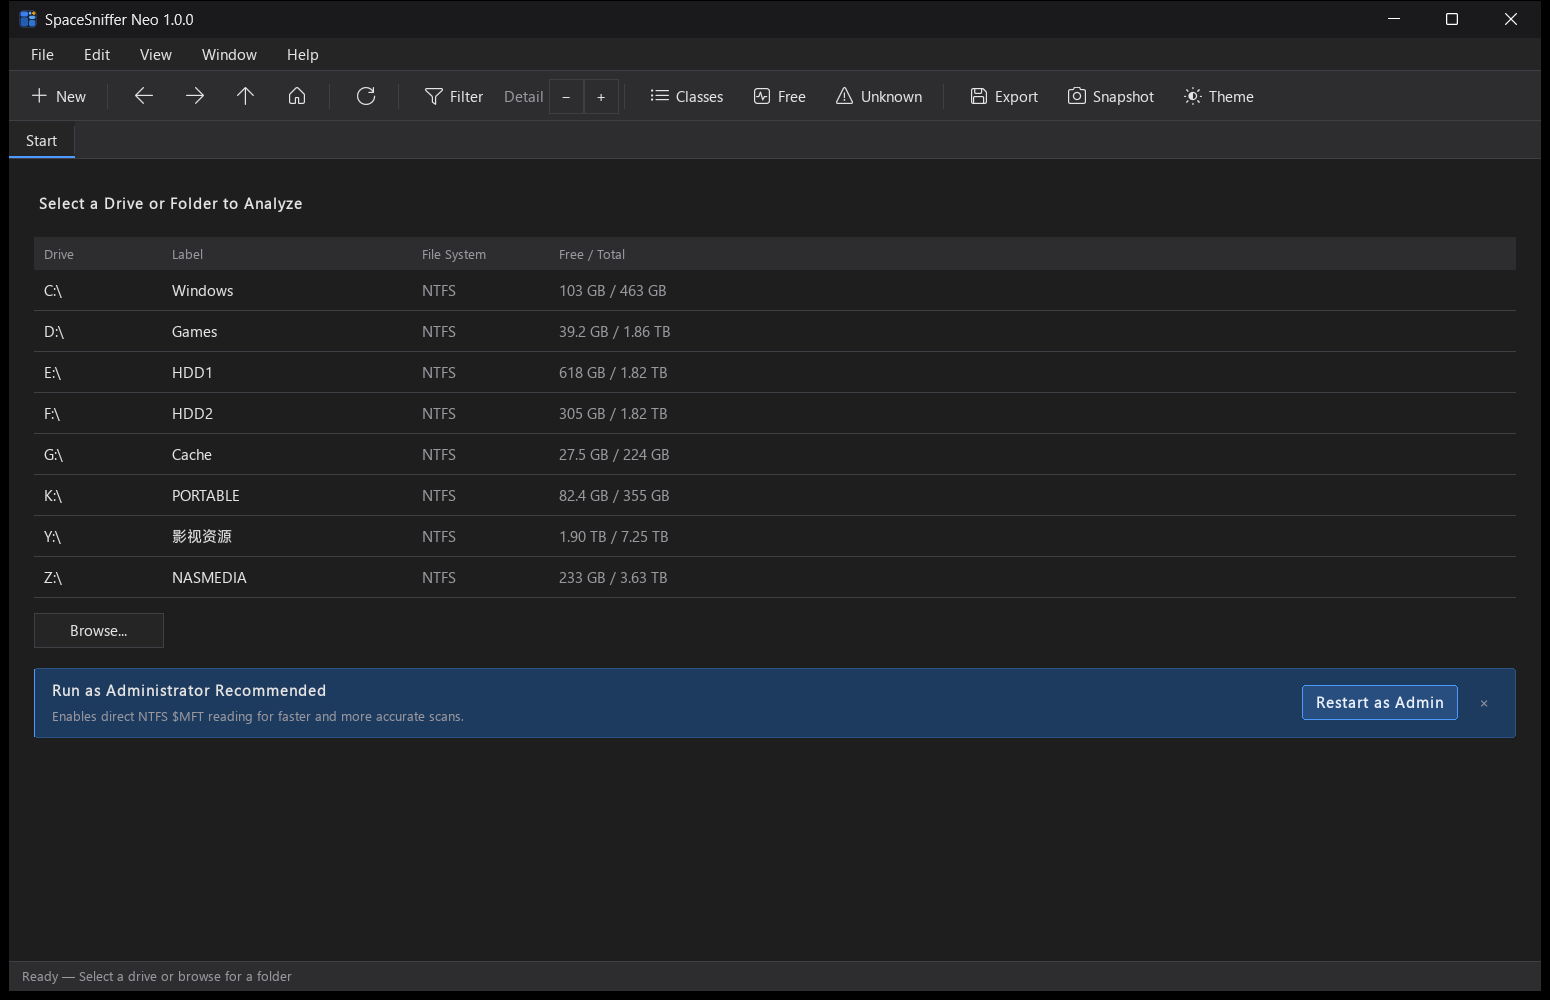 SpaceSniffer Neo 1.0.0
File Edit View Window Help
New Filter Detail − + Classes Free Unknown Export Snapshot Theme
Start
Select a Drive or Folder to Analyze
Drive Label File System Free / Total
C:\ Windows NTFS 103 GB / 463 GB
D:\ Games NTFS 39.2 GB / 1.86 TB
E:\ HDD1 NTFS 618 GB / 1.82 TB
F:\ HDD2 NTFS 305 GB / 1.82 TB
G:\ Cache NTFS 27.5 GB / 224 GB
K:\ PORTABLE NTFS 82.4 GB / 355 GB
Y:\ 影视资源 NTFS 1.90 TB / 7.25 TB
Z:\ NASMEDIA NTFS 233 GB / 3.63 TB
Browse...
Run as Administrator Recommended
Enables direct NTFS $MFT reading for faster and more accurate scans.
Restart as Admin ×
Ready — Select a drive or browse for a folder